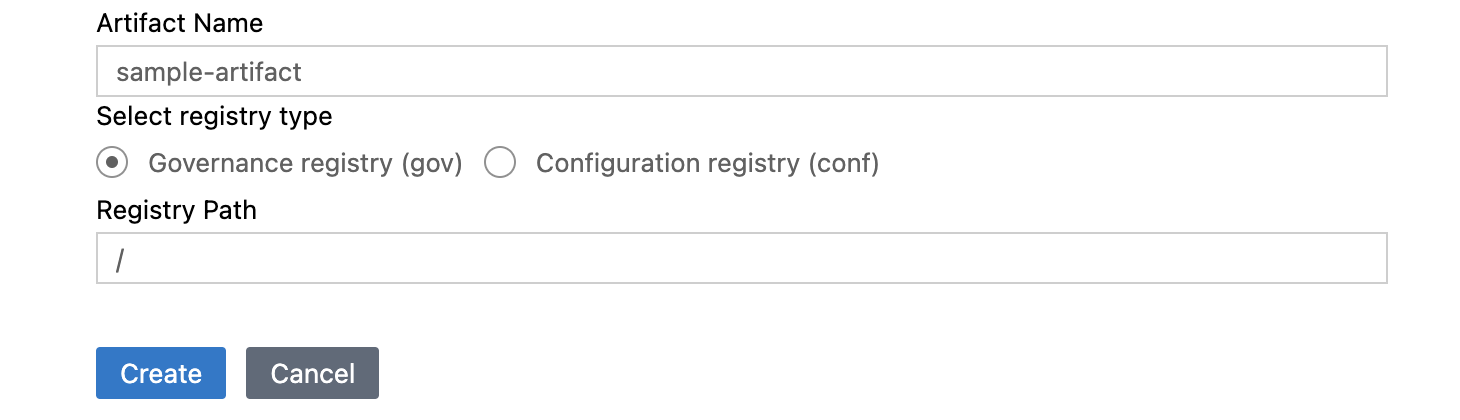 Artifact Name
sample-artifact
Select registry type
Governance registry (gov) Configuration registry (conf)
Registry Path
/
Create Cancel